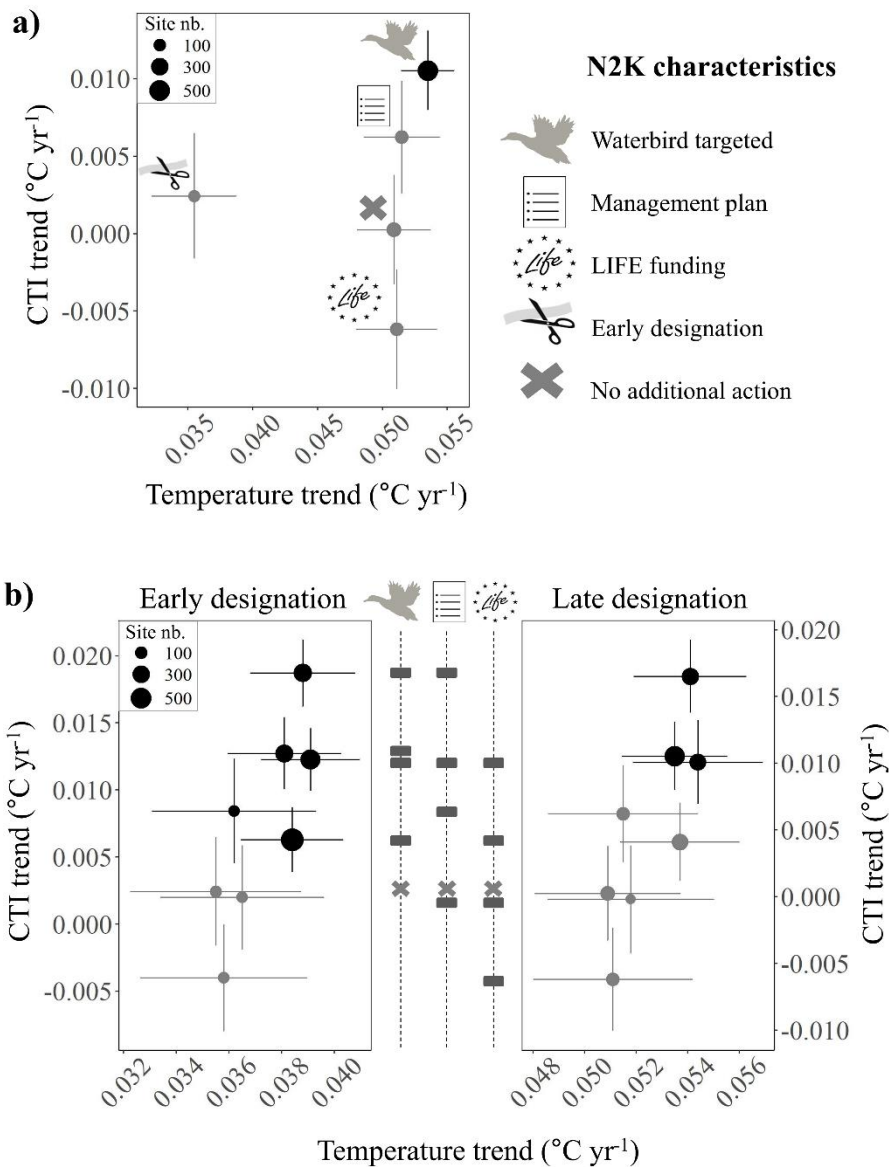 a)
Site nb.
100
300
500
0.010
0.005
0.000
-0.005
-0.010
CTI trend (°C yr⁻¹)
Life
0.035
0.040
0.045
0.050
0.055
Temperature trend (°C yr⁻¹)
N2K characteristics
Waterbird targeted
Management plan
Life
LIFE funding
Early designation
No additional action
b)
Early designation
Life
Late designation
Site nb.
100
300
500
0.020
0.015
0.010
0.005
0.000
-0.005
CTI trend (°C yr⁻¹)
0.032
0.034
0.036
0.038
0.040
0.020
0.015
0.010
0.005
0.000
-0.005
-0.010
CTI trend (°C yr⁻¹)
0.048
0.050
0.052
0.054
0.056
Temperature trend (°C yr⁻¹)